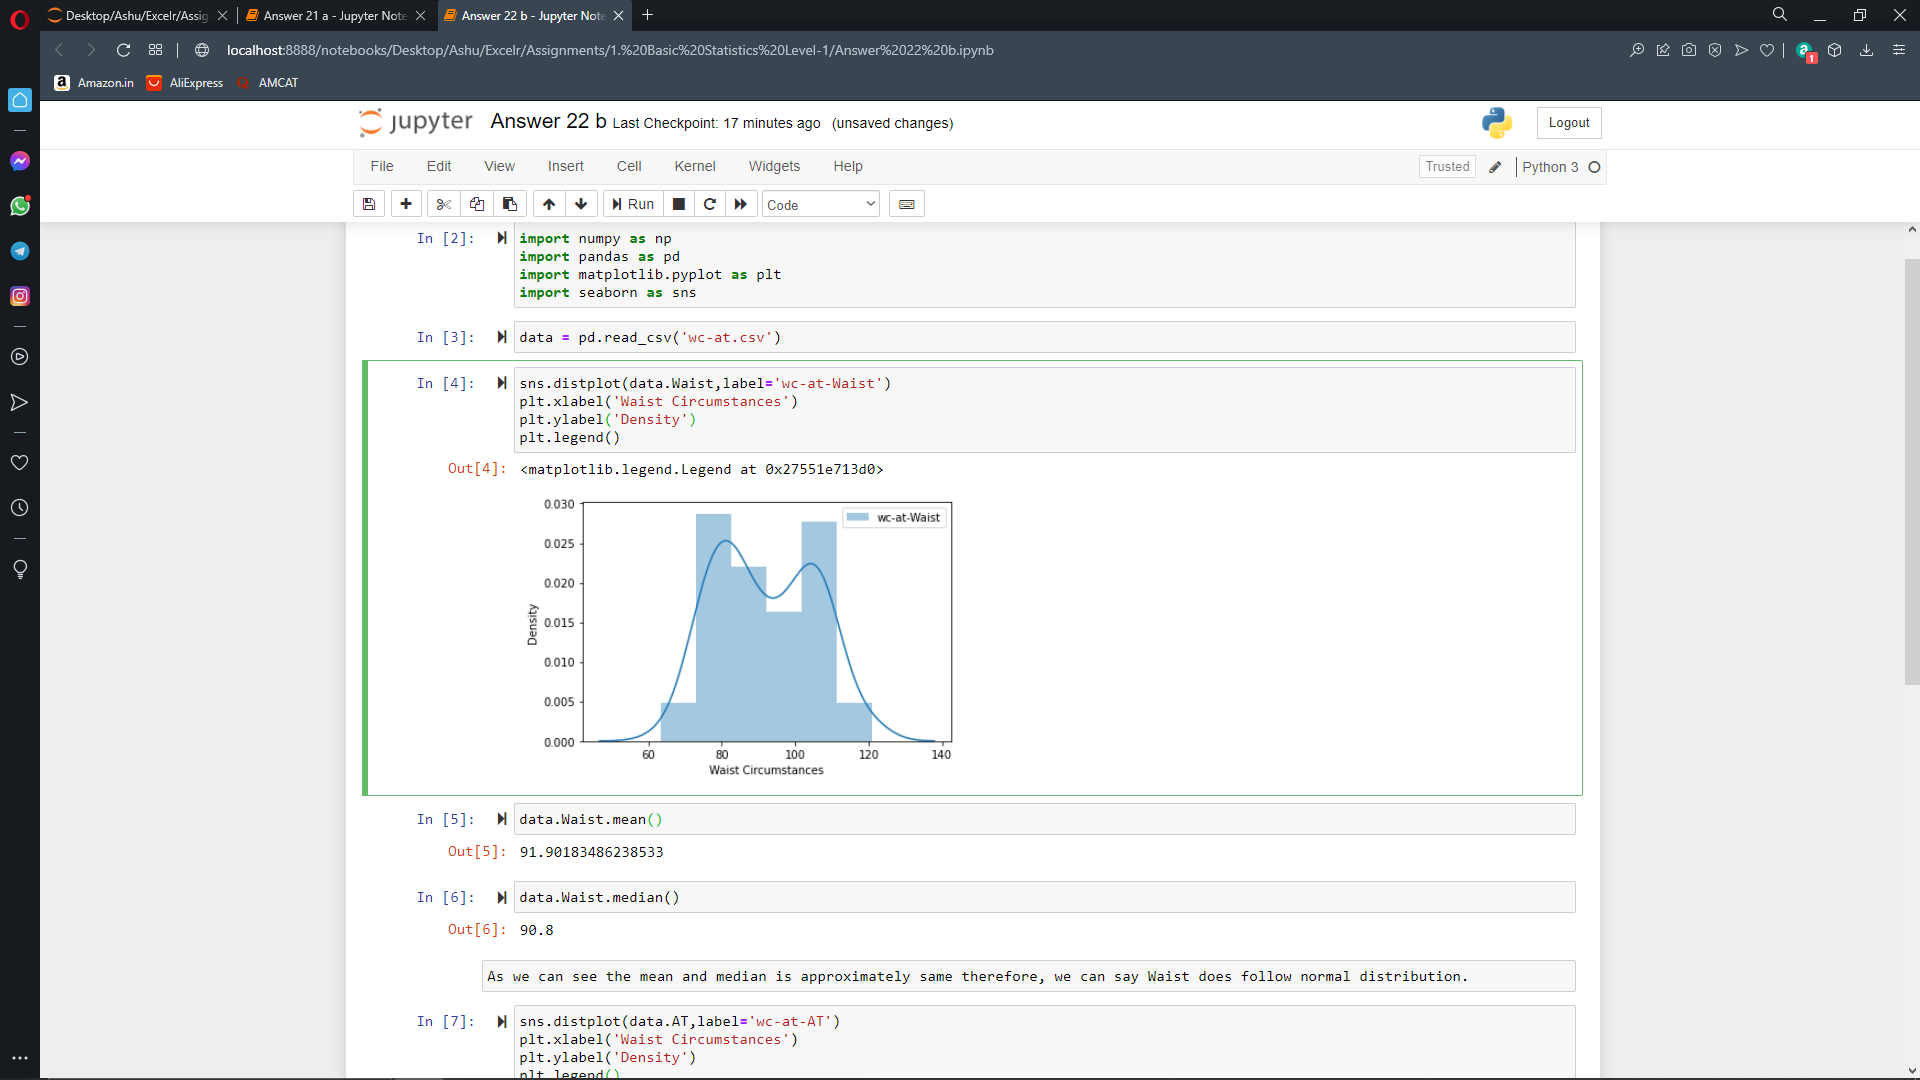 Desktop/Ashu/Excelr/Assig
Answer 21 a - Jupyter Note
Answer 22 b - Jupyter Note
localhost:8888/notebooks/Desktop/Ashu/Excelr/Assignments/1.%20Basic%20Statistics%20Level-1/Answer%2022%20b.ipynb
1
Amazon.in
AliExpress
AMCAT
jupyter Answer 22 b Last Checkpoint: 17 minutes ago (unsaved changes)
Logout
File Edit View Insert Cell Kernel Widgets Help
Trusted
Python 3
Run
Code
In [2]:
import numpy as np
import pandas as pd
import matplotlib.pyplot as plt
import seaborn as sns
In [3]:
data = pd.read_csv('wc-at.csv')
In [4]:
sns.distplot(data.Waist,label='wc-at-Waist')
plt.xlabel('Waist Circumstances')
plt.ylabel('Density')
plt.legend()
Out[4]: <matplotlib.legend.Legend at 0x27551e713d0>
wc-at-Waist
0.030
0.025
0.020
0.015
0.010
0.005
0.000
Density
60 80 100 120 140
Waist Circumstances
In [5]:
data.Waist.mean()
Out[5]: 91.90183486238533
In [6]:
data.Waist.median()
Out[6]: 90.8
As we can see the mean and median is approximately same therefore, we can say Waist does follow normal distribution.
In [7]:
sns.distplot(data.AT,label='wc-at-AT')
plt.xlabel('Waist Circumstances')
plt.ylabel('Density')
plt.legend()